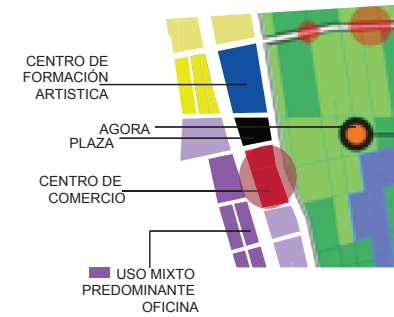 CENTRO DE
FORMACIÓN
ARTISTICA
AGORA
PLAZA
CENTRO DE
COMERCIO
USO MIXTO
PREDOMINANTE
OFICINA